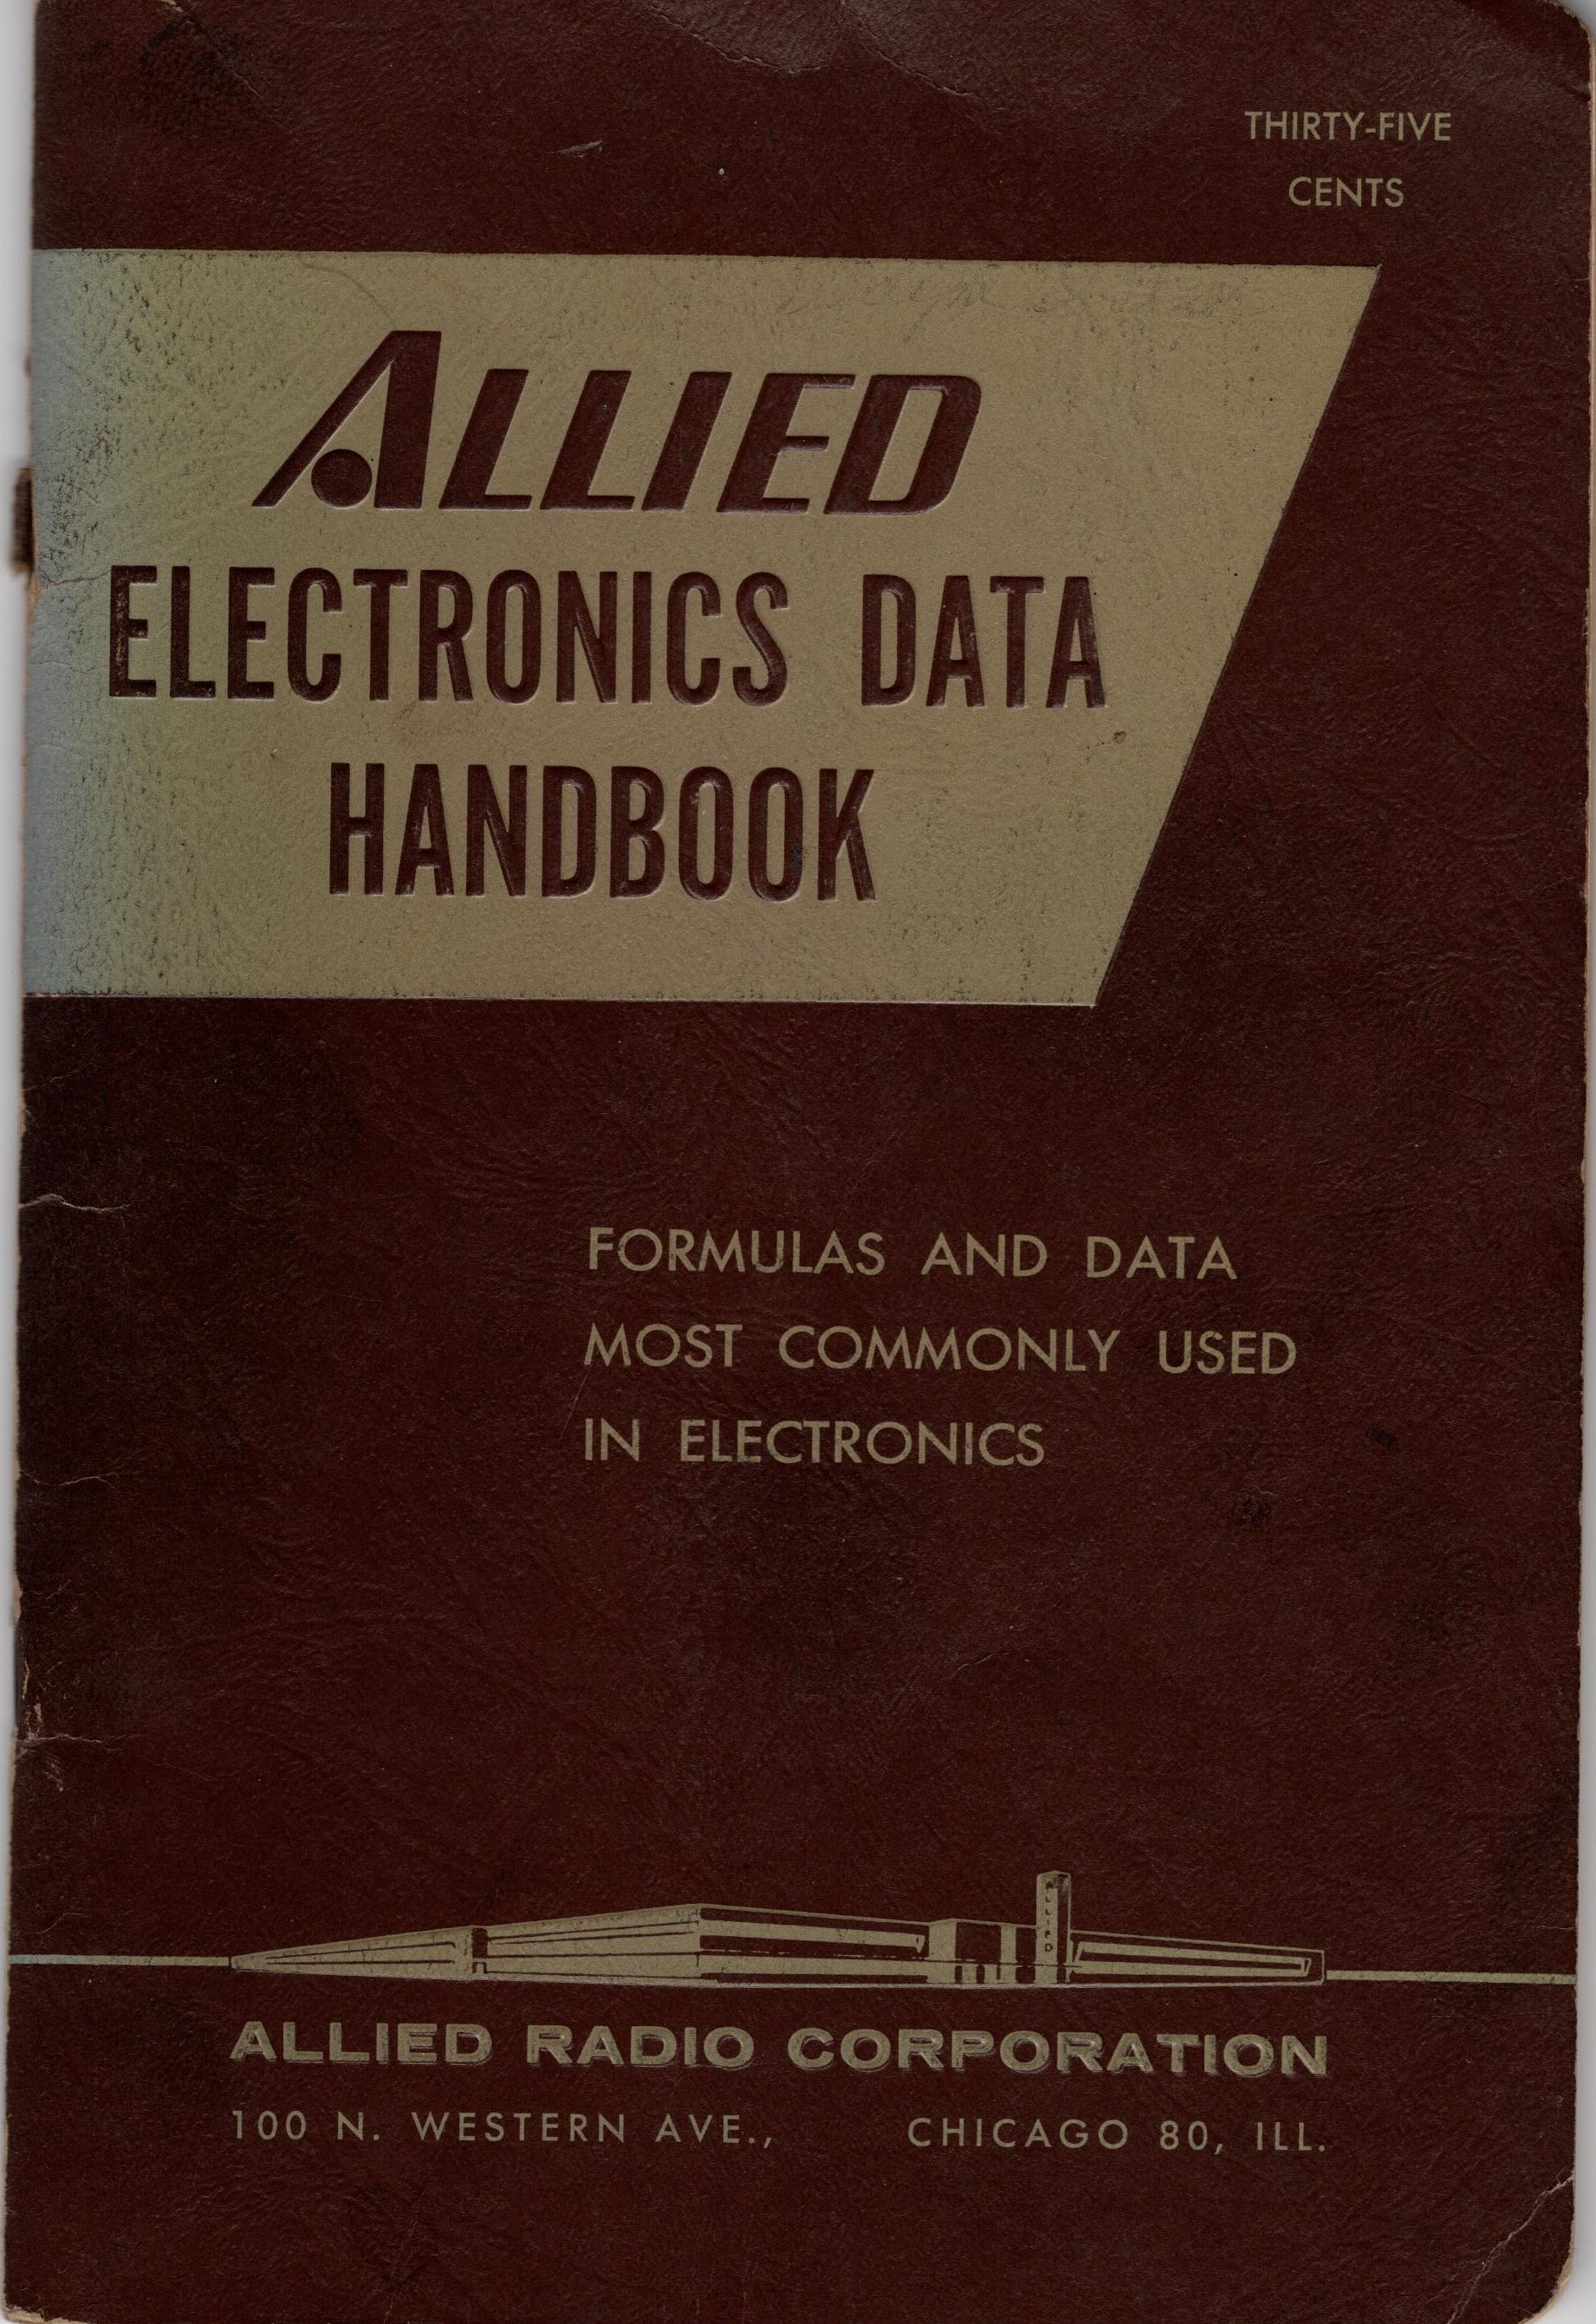 THIRTY-FIVE
CENTS
ALLIED
ELECTRONICS DATA
HANDBOOK
FORMULAS AND DATA
MOST COMMONLY USED
IN ELECTRONICS
ALLIED
ALLIED RADIO CORPORATION
100 N. WESTERN AVE., CHICAGO 80, ILL.